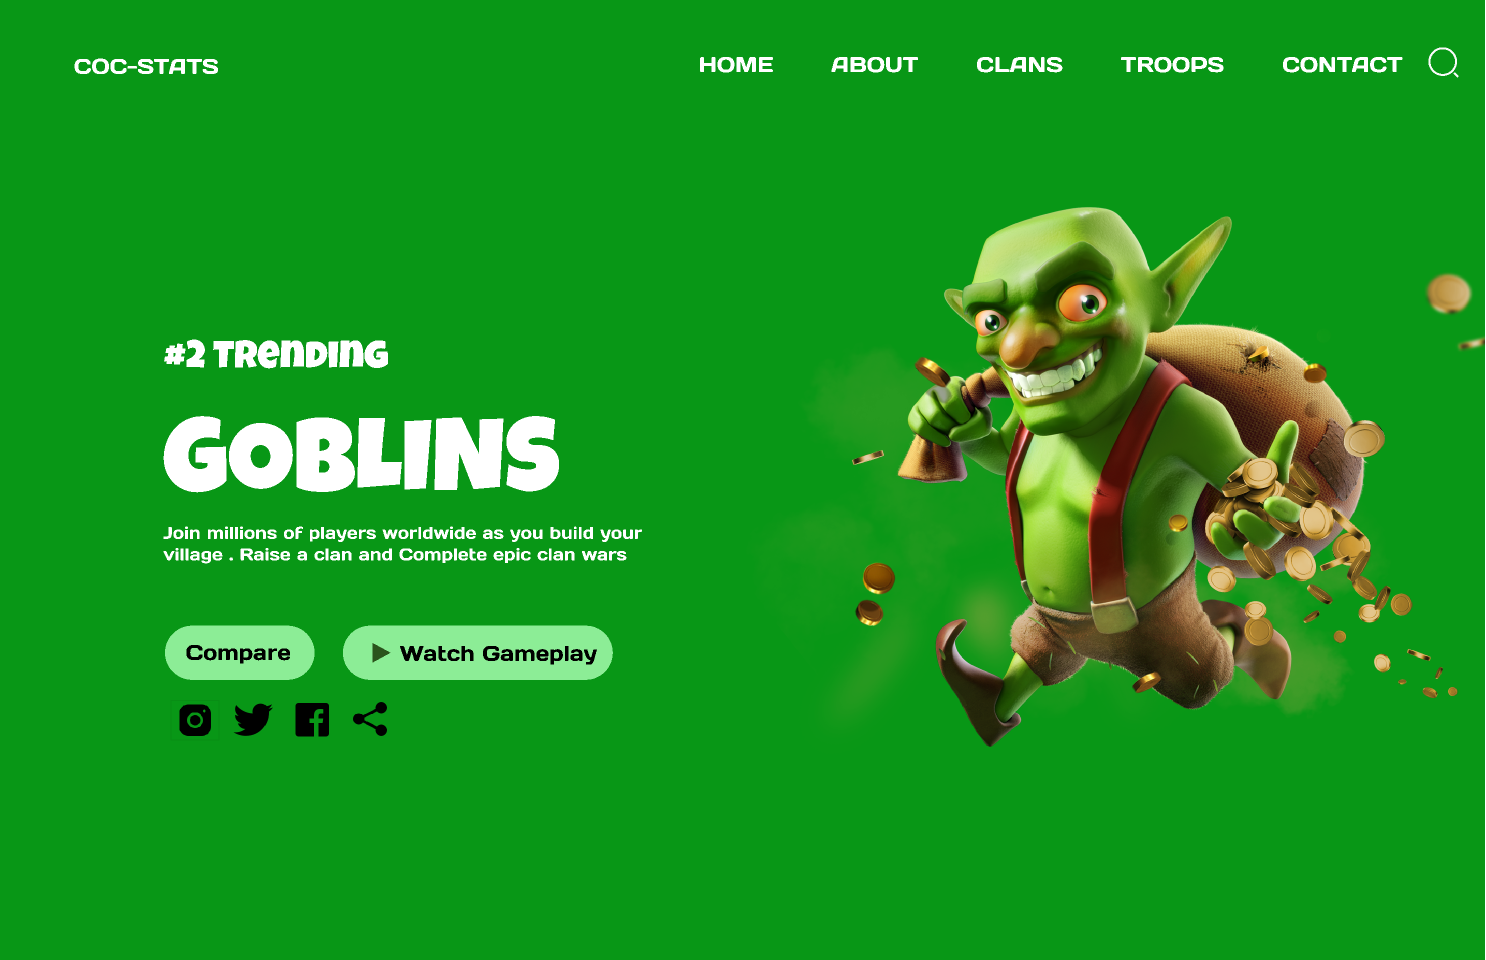 COC-STATS
HOME ABOUT CLANS TROOPS CONTACT
#2 Trending
GOBLINS
Join millions of players worldwide as you build your
village . Raise a clan and Complete epic clan wars
Compare
Watch Gameplay